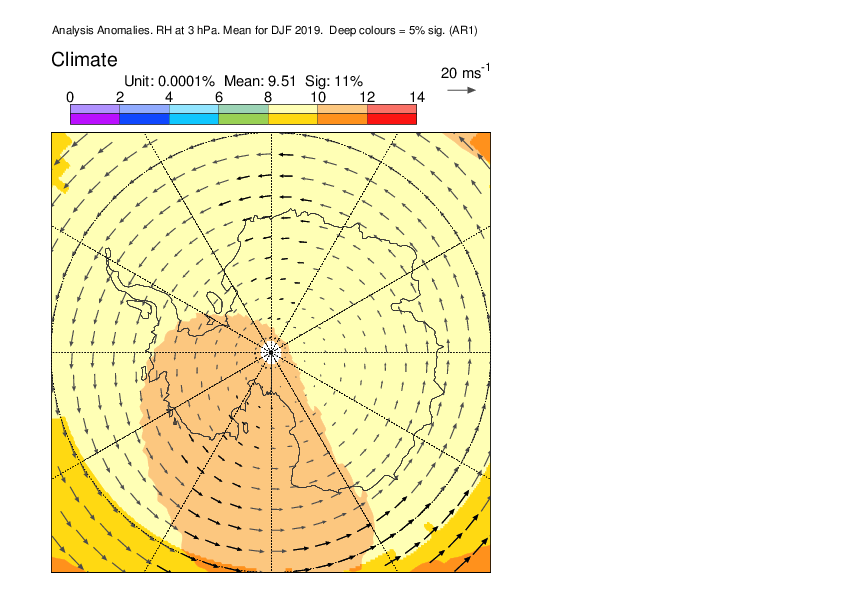 Analysis Anomalies. RH at 3 hPa. Mean for DJF 2019.  Deep colours = 5% sig. (AR1)
Climate
20 ms-1
Unit: 0.0001%  Mean: 9.51  Sig: 11%
0 2 4 6 8 10 12 14